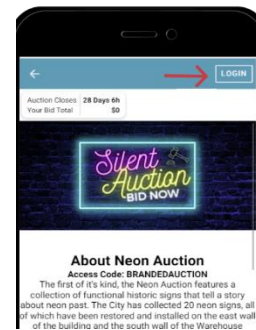 LOGIN
Auction Closes 28 Days 6h
Your Bid Total $0
Silent
Auction
BID NOW
About Neon Auction
Access Code: BRANDEDAUCTION
The first of it's kind, the Neon Auction features a
collection of functional historic signs that tell a story
about neon past. The City has collected 20 neon signs, all
of which have been restored and installed on the east wall
of the building and the south wall of the Warehouse